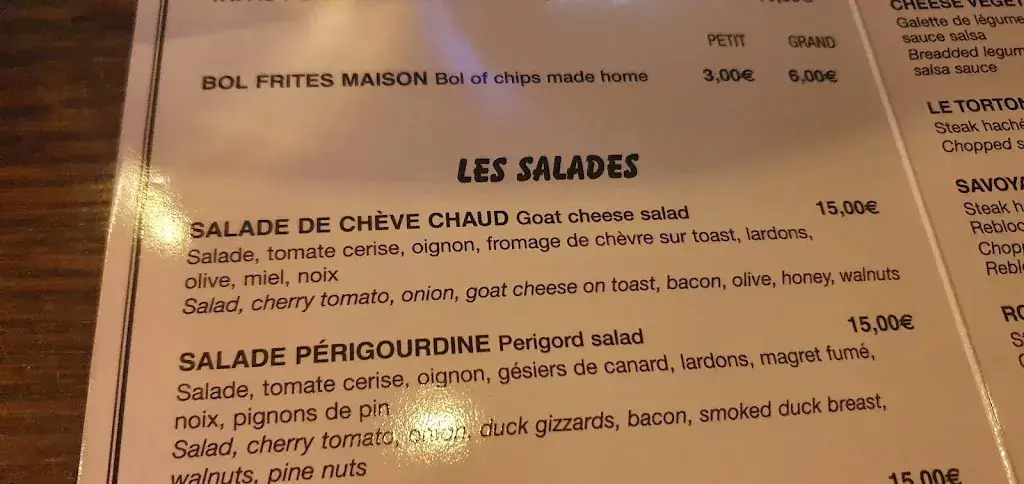 PETIT GRAND
BOL FRITES MAISON Bol of chips made home 3,00€ 6,00€
LES SALADES
SALADE DE CHÈVE CHAUD Goat cheese salad 15,00€
Salade, tomate cerise, oignon, fromage de chèvre sur toast, lardons,
olive, miel, noix
Salad, cherry tomato, onion, goat cheese on toast, bacon, olive, honey, walnuts
SALADE PÉRIGOURDINE Perigord salad 15,00€
Salade, tomate cerise, oignon, gésiers de canard, lardons, magret fumé,
noix, pignons de pin
Salad, cherry tomato, onion, duck gizzards, bacon, smoked duck breast,
walnuts, pine nuts
15,00€
CHEESE
Galette de légume
sauce salsa
Breadded legum
salsa sauce
LE
Steak haché
Chopped
Steak